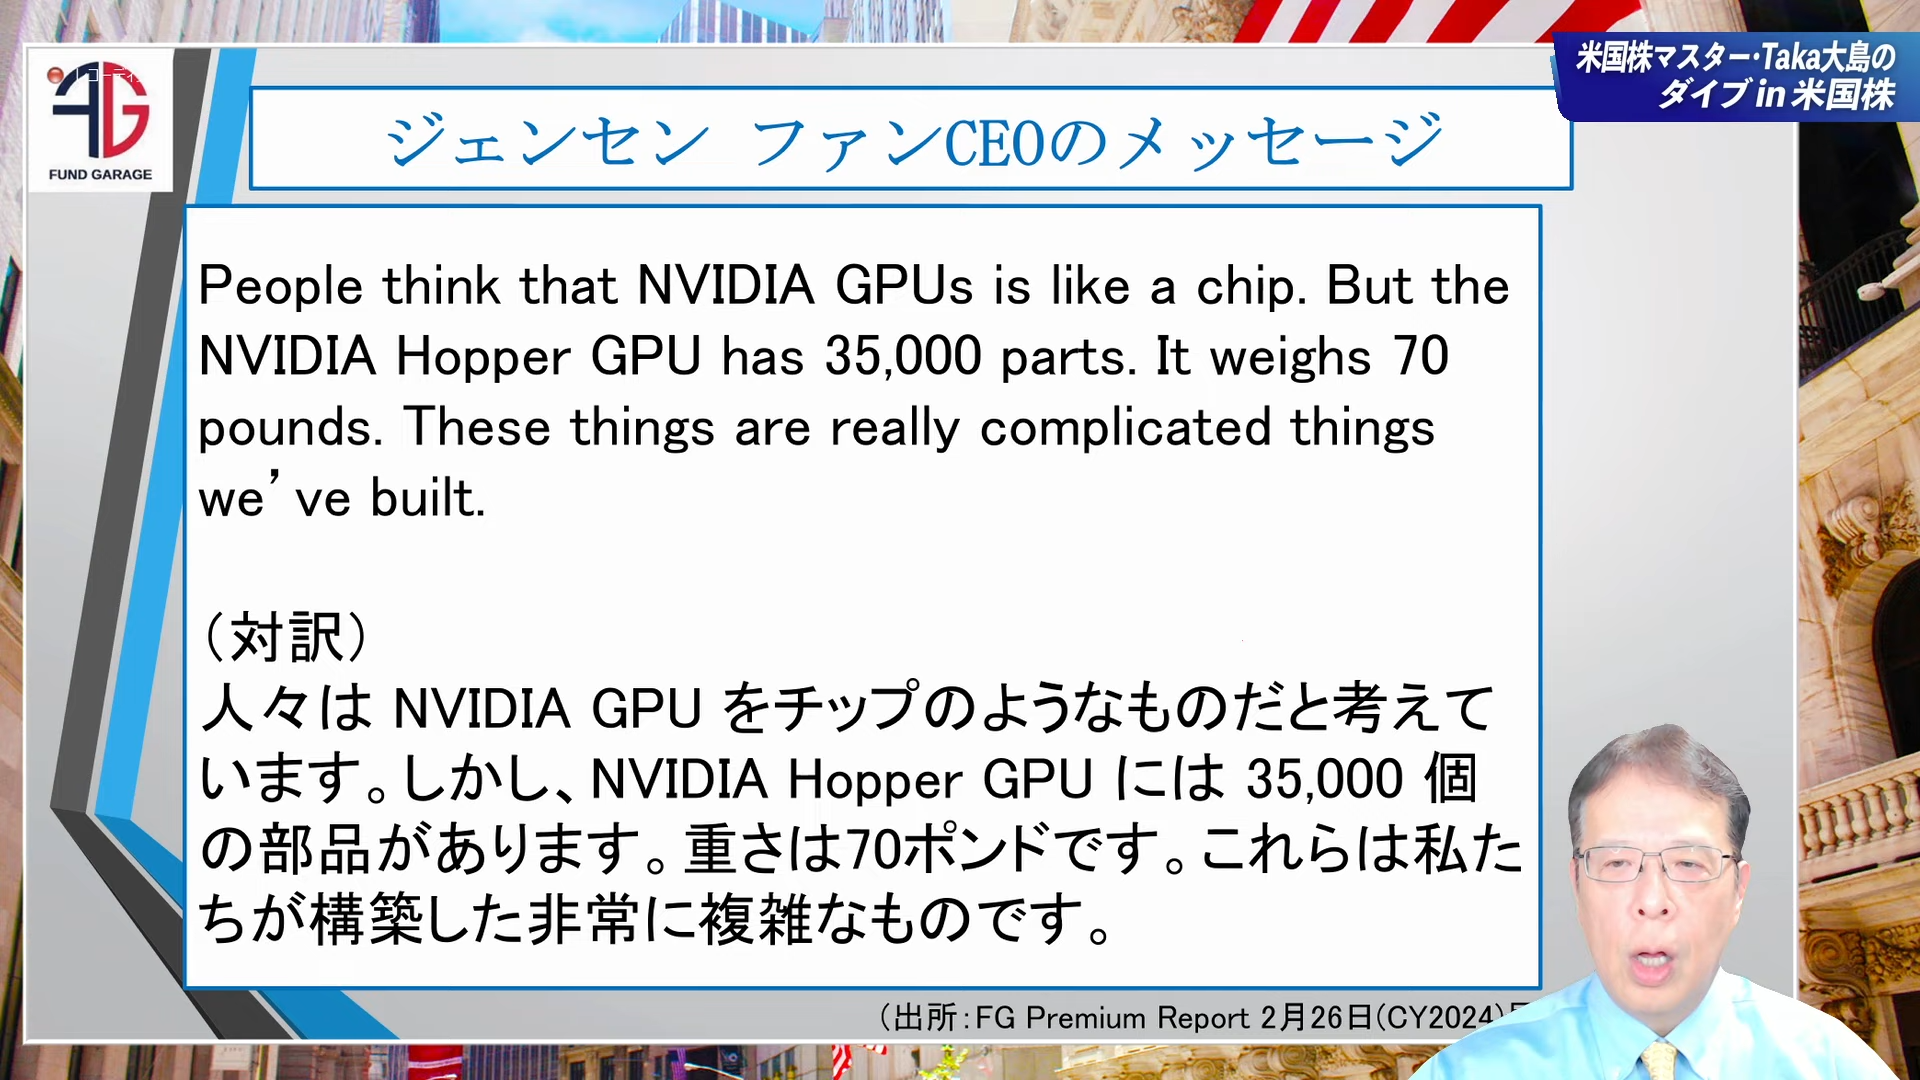 米国株マスター・Taka大島の
ダイブ in 米国株
FUND GARAGE
ジェンセン ファンCEOのメッセージ
People think that NVIDIA GPUs is like a chip. But the
NVIDIA Hopper GPU has 35,000 parts. It weighs 70
pounds. These things are really complicated things
we’ve built.
（対訳）
人々は NVIDIA GPU をチップのようなものだと考えて
います。しかし、NVIDIA Hopper GPU には 35,000 個
の部品があります。重さは70ポンドです。これらは私た
ちが構築した非常に複雑なものです。
（出所：FG Premium Report 2月26日(CY2024)